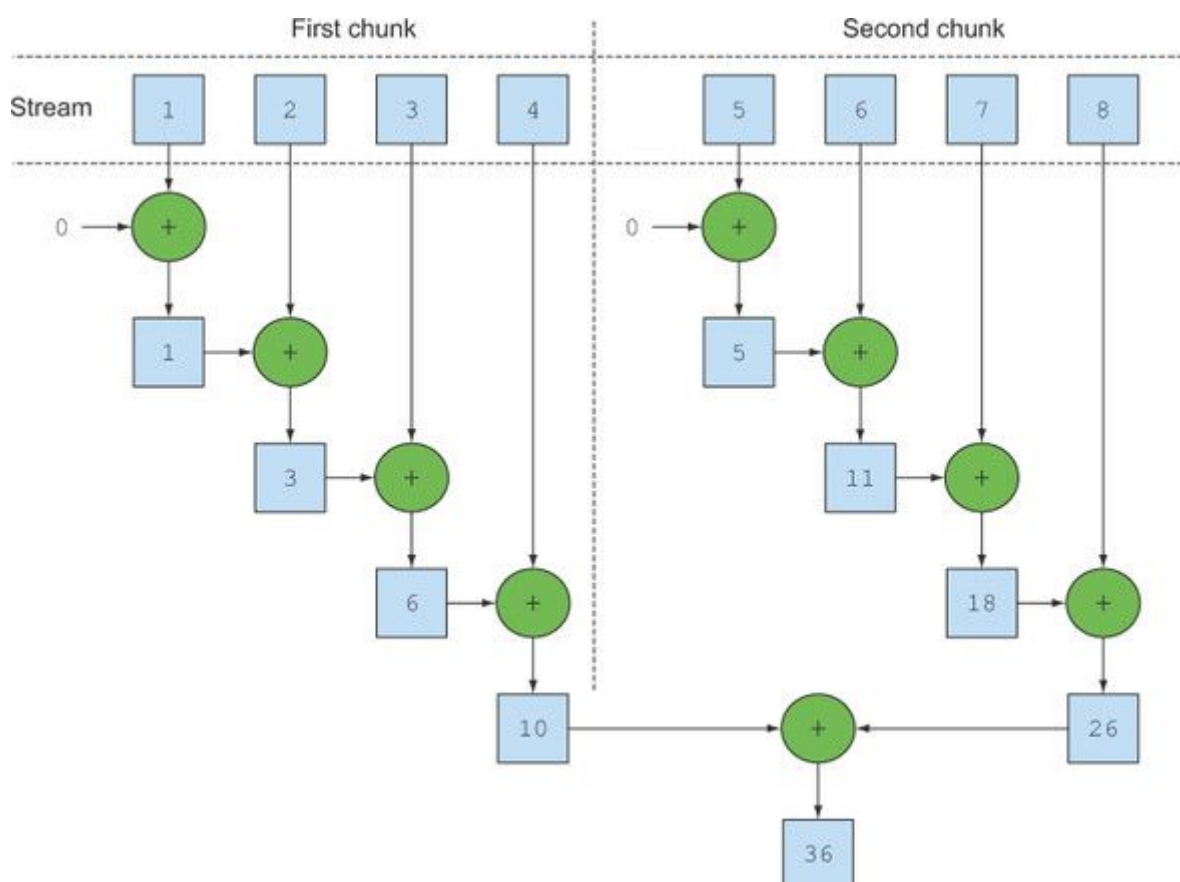 First chunk Second chunk
Stream 1 2 3 4 5 6 7 8
0 + 0 +
1 + 5 +
3 + 11 +
6 + 18 +
10 + 26
36